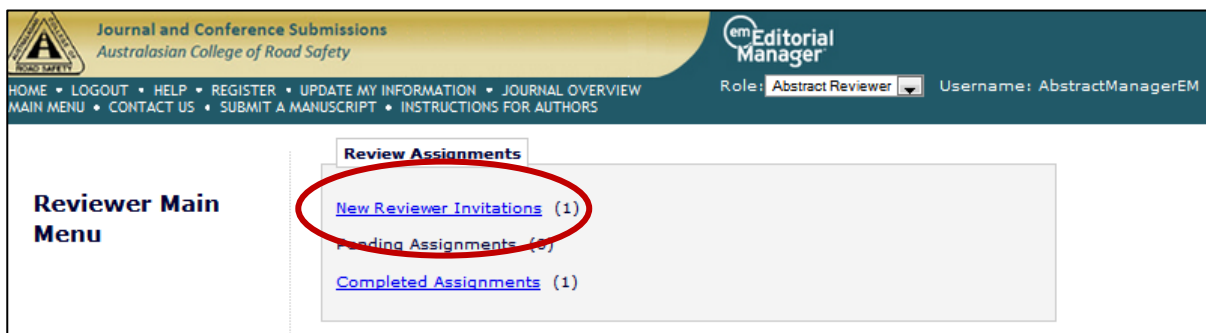 Journal and Conference Submissions
Australasian College of Road Safety
ROAD SAFETY
em Editorial
Manager
HOME • LOGOUT • HELP • REGISTER • UPDATE MY INFORMATION • JOURNAL OVERVIEW
MAIN MENU • CONTACT US • SUBMIT A MANUSCRIPT • INSTRUCTIONS FOR AUTHORS
Role: Abstract Reviewer Username: AbstractManagerEM
Review Assignments
Reviewer Main
Menu
New Reviewer Invitations (1)
Pending Assignments
Completed Assignments (1)